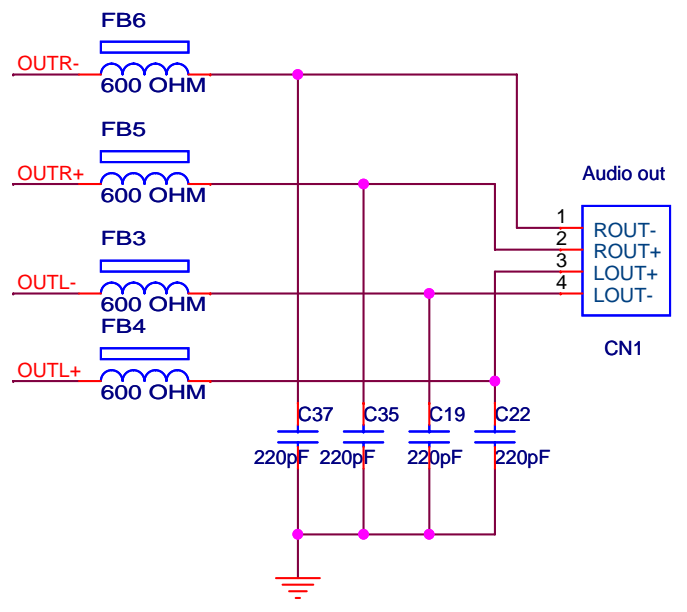 FB6
OUTR-
600 OHM
FB5
OUTR+
600 OHM
Audio out
1
ROUT-
2
ROUT+
3
LOUT+
4
LOUT-
CN1
FB3
OUTL-
600 OHM
FB4
OUTL+
600 OHM
C37
C35
C19
C22
220pF
220pF
220pF
220pF